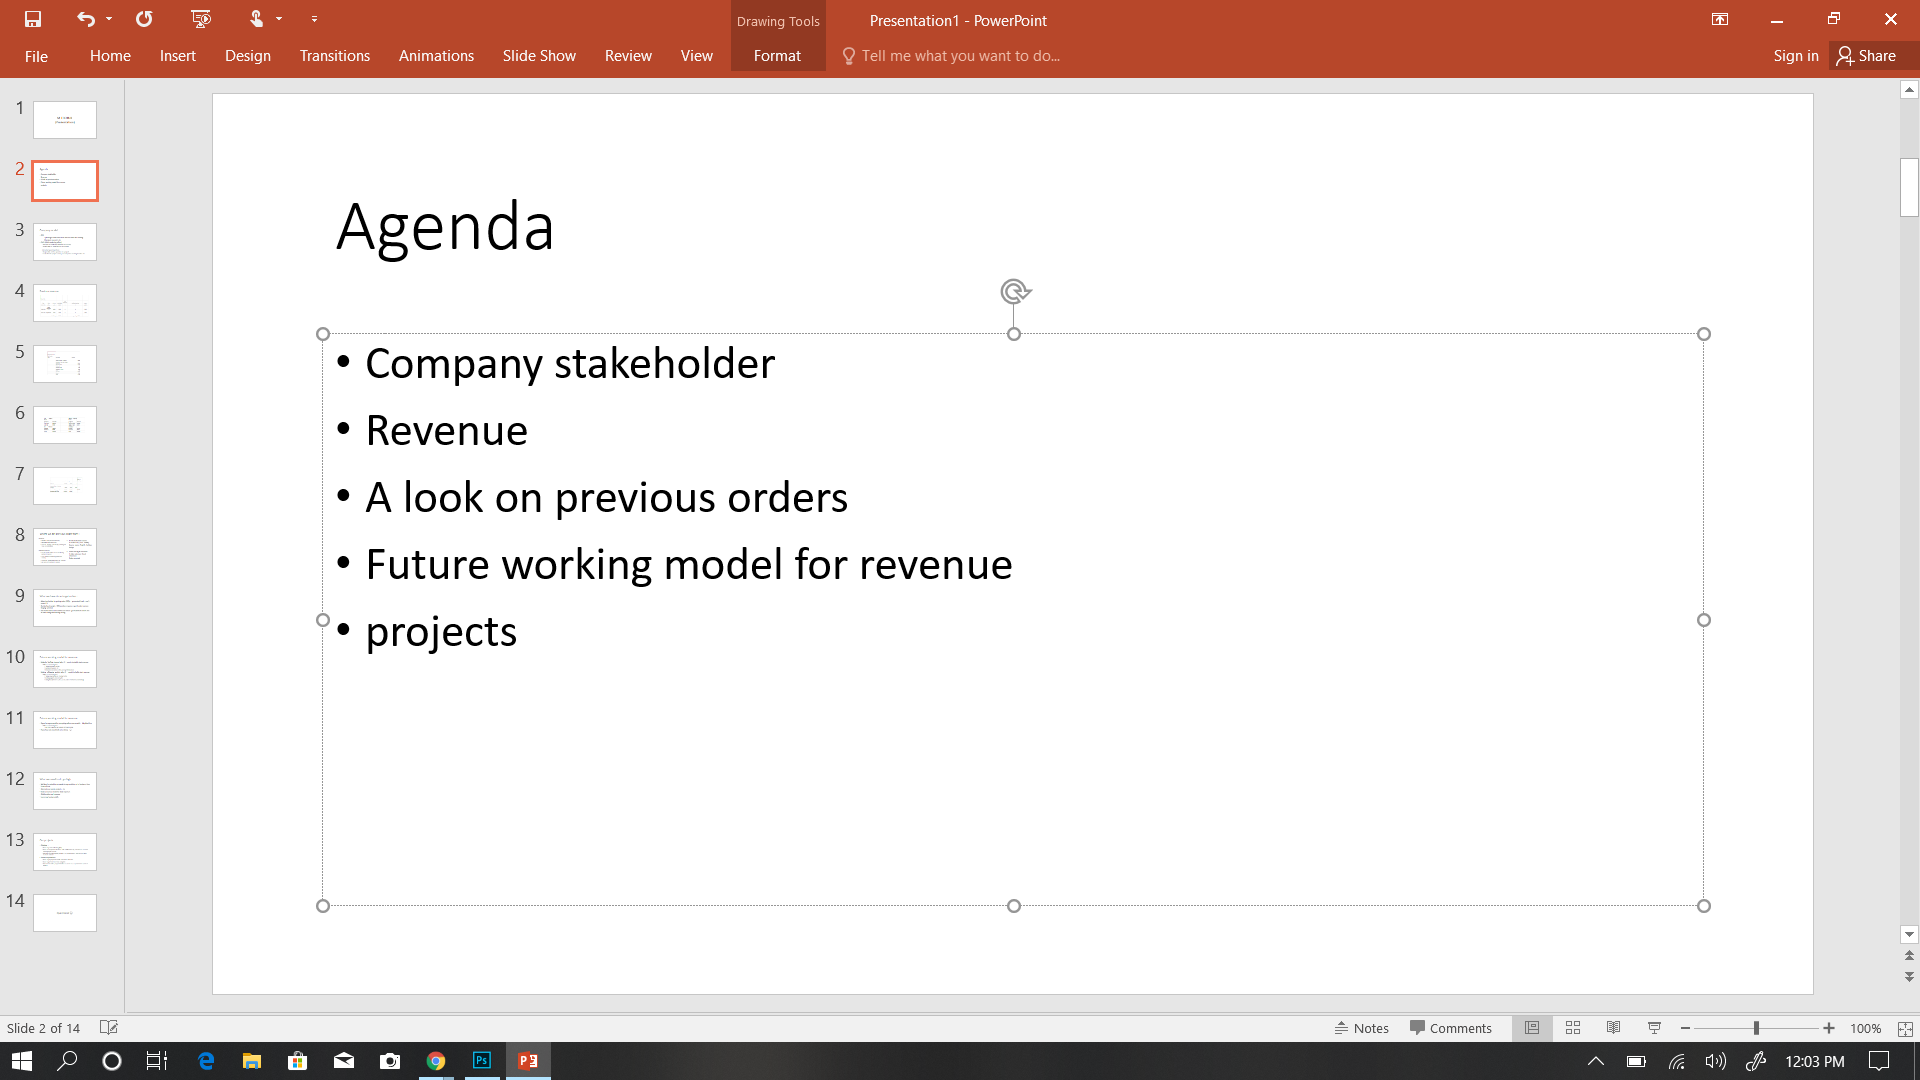 Drawing Tools
Presentation1 - PowerPoint
File
Home
Insert
Design
Transitions
Animations
Slide Show
Review
View
Format
Tell me what you want to do...
Sign in
Share
1
2
3
4
5
6
7
8
9
10
11
12
13
14
Agenda
• Company stakeholder
• Revenue
• A look on previous orders
• Future working model for revenue
• projects
Slide 2 of 14
Notes
Comments
100%
12:03 PM